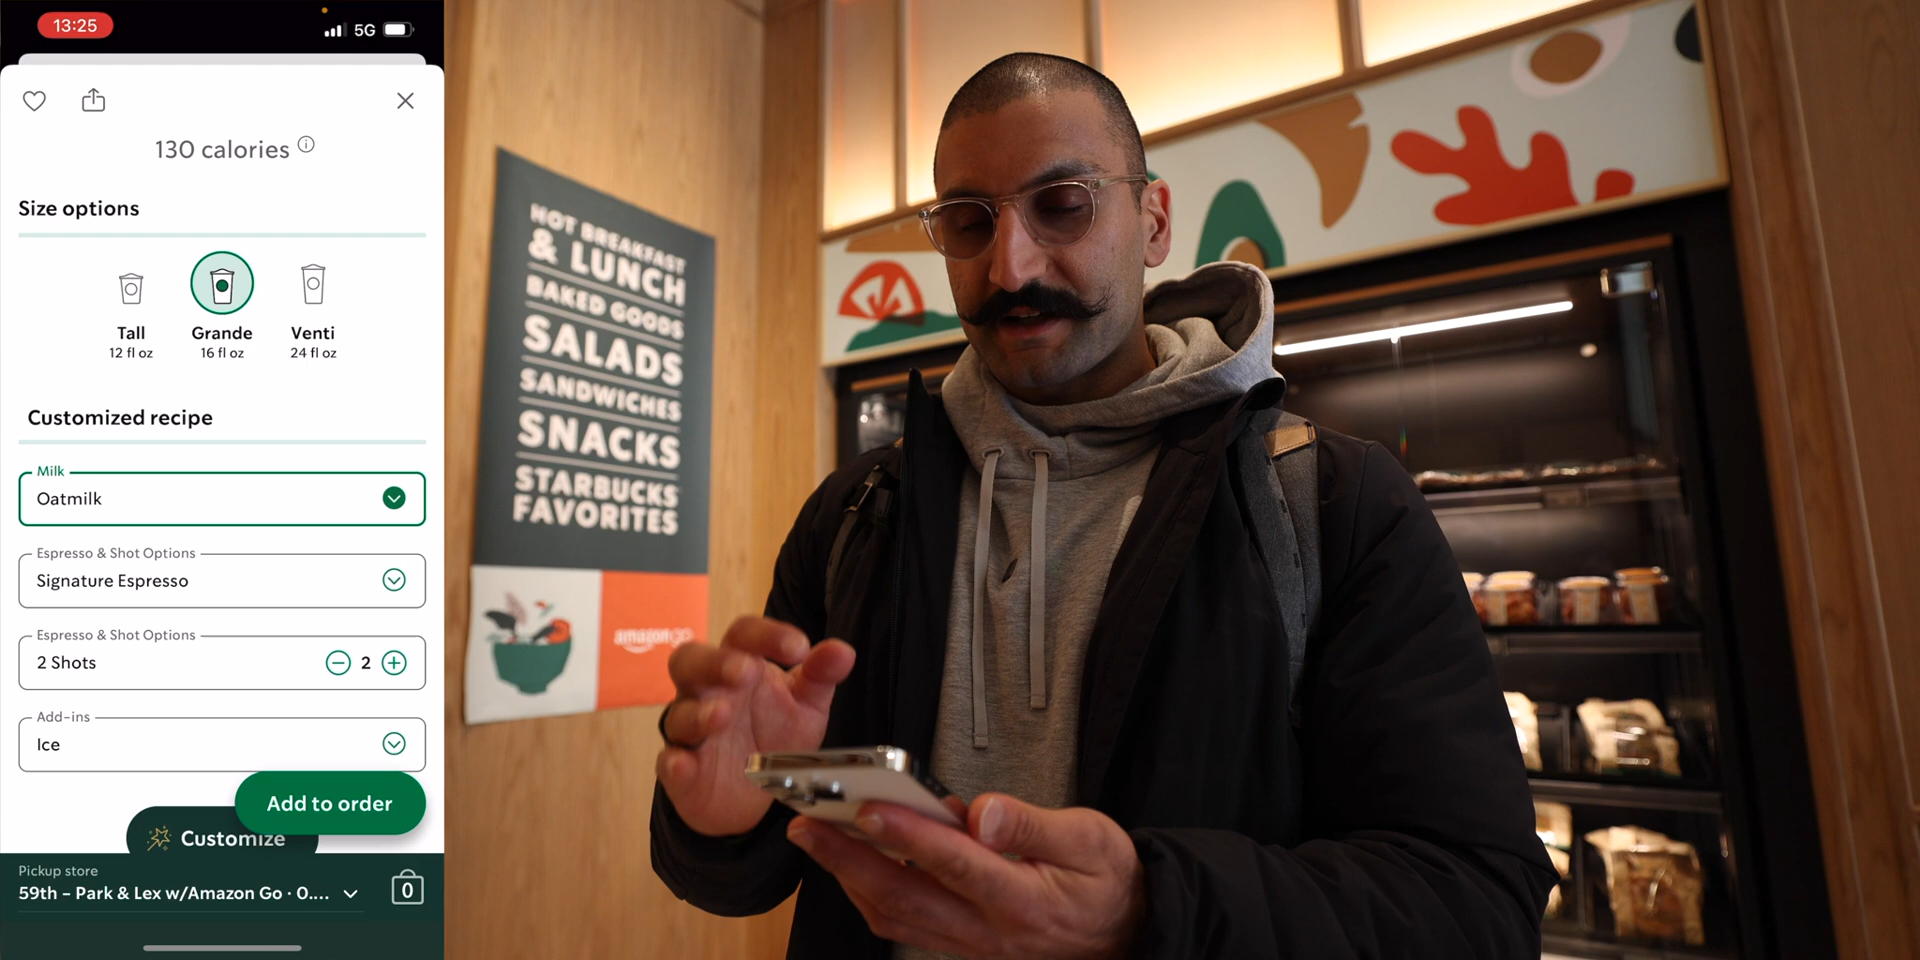 13:25
5G
130 calories
Size options
Tall
12 fl oz
Grande
16 fl oz
Venti
24 fl oz
Customized recipe
Milk
Oatmilk
Espresso & Shot Options
Signature Espresso
Espresso & Shot Options
2 Shots
2
Add-ins
Ice
Add to order
Customize
Pickup store
59th – Park & Lex w/Amazon Go · 0....
0
HOT BREAKFAST
& LUNCH
BAKED GOODS
SALADS
SANDWICHES
SNACKS
STARBUCKS
FAVORITES
amazon go